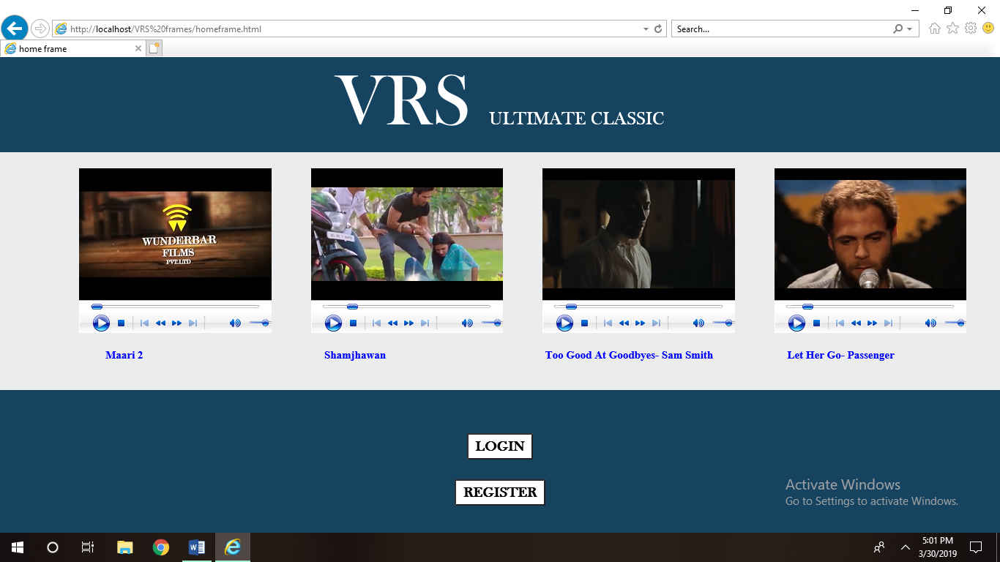 http://localhost/VRS%20frames/homeframe.html
Search...
home frame
VRS ULTIMATE CLASSIC
WUNDERBAR
FILMS
PVT.LTD
Maari 2
Shamjhawan
Too Good At Goodbyes- Sam Smith
Let Her Go- Passenger
LOGIN
REGISTER
Activate Windows
Go to Settings to activate Windows.
5:01 PM
3/30/2019